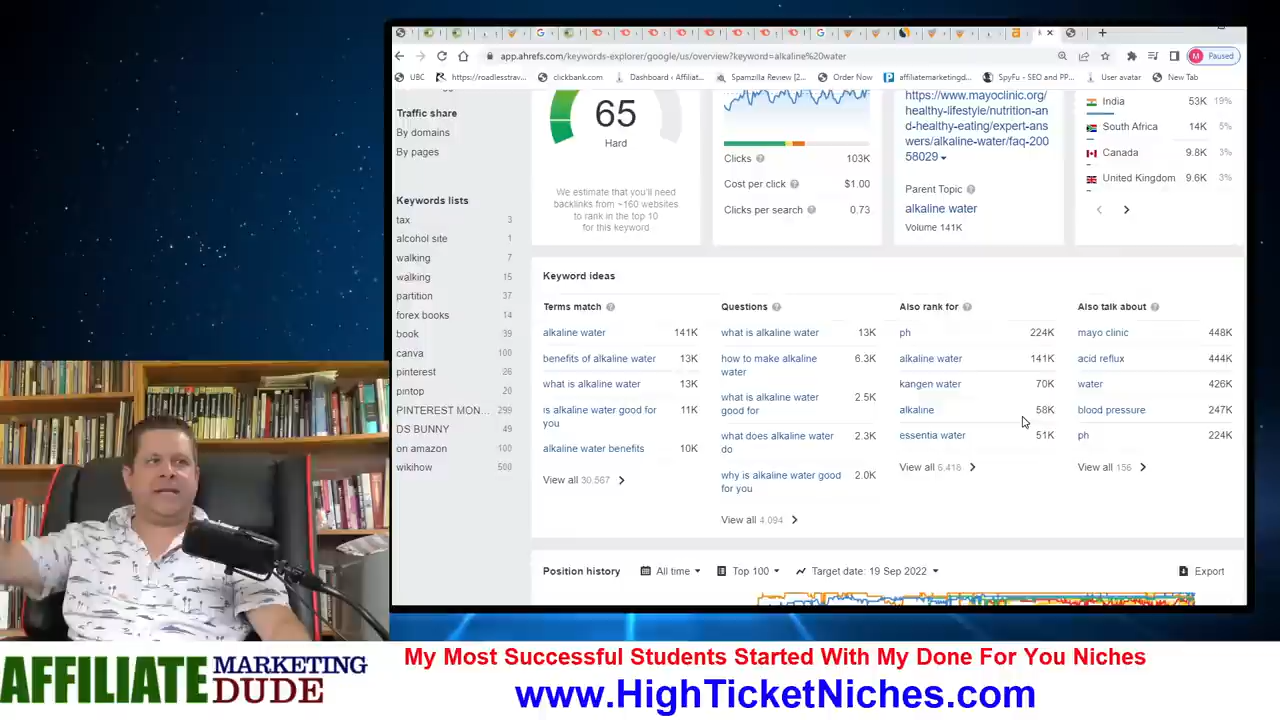 app.ahrefs.com/keywords-explorer/google/us/overview?keyword=alkaline%20water
Paused
UBC
https://roadlesstrav...
clickbank.com
Dashboard ‹ Affiliat...
Spamzilla Review [2...
Order Now
affiliatemarketingd...
SpyFu - SEO and PP...
User avatar
New Tab
Traffic share
By domains
By pages
Keywords lists
tax 3
alcohol site 1
walking 7
walking 15
partition 37
forex books 14
book 39
canva 100
pinterest 26
pintop 20
PINTEREST MON... 299
DS BUNNY 49
on amazon 100
wikihow 508
65
Hard
We estimate that you'll need
backlinks from ~160 websites
to rank in the top 10
for this keyword.
Clicks 103K
Cost per click $1.00
Clicks per search 0.73
https://www.mayoclinic.org/
healthy-lifestyle/nutrition-an
d-healthy-eating/expert-ans
wers/alkaline-water/faq-200
58029
Parent Topic
alkaline water
Volume 141K
India 53K 19%
South Africa 14K 5%
Canada 9.8K 3%
United Kingdom 9.6K 3%
Keyword ideas
Terms match
alkaline water 141K
benefits of alkaline water 13K
what is alkaline water 13K
is alkaline water good for
you 11K
alkaline water benefits 10K
View all 30,567
Questions
what is alkaline water 13K
how to make alkaline
water 6.3K
what is alkaline water
good for 2.5K
what does alkaline water
do 2.3K
why is alkaline water good
for you 2.0K
View all 4,094
Also rank for
ph 224K
alkaline water 141K
kangen water 70K
alkaline 58K
essentia water 51K
View all 6,416
Also talk about
mayo clinic 448K
acid reflux 444K
water 426K
blood pressure 247K
ph 224K
View all 156
Position history
All time
Top 100
Target date: 19 Sep 2022
Export
AFFILIATE MARKETING DUDE
My Most Successful Students Started With My Done For You Niches
www.HighTicketNiches.com